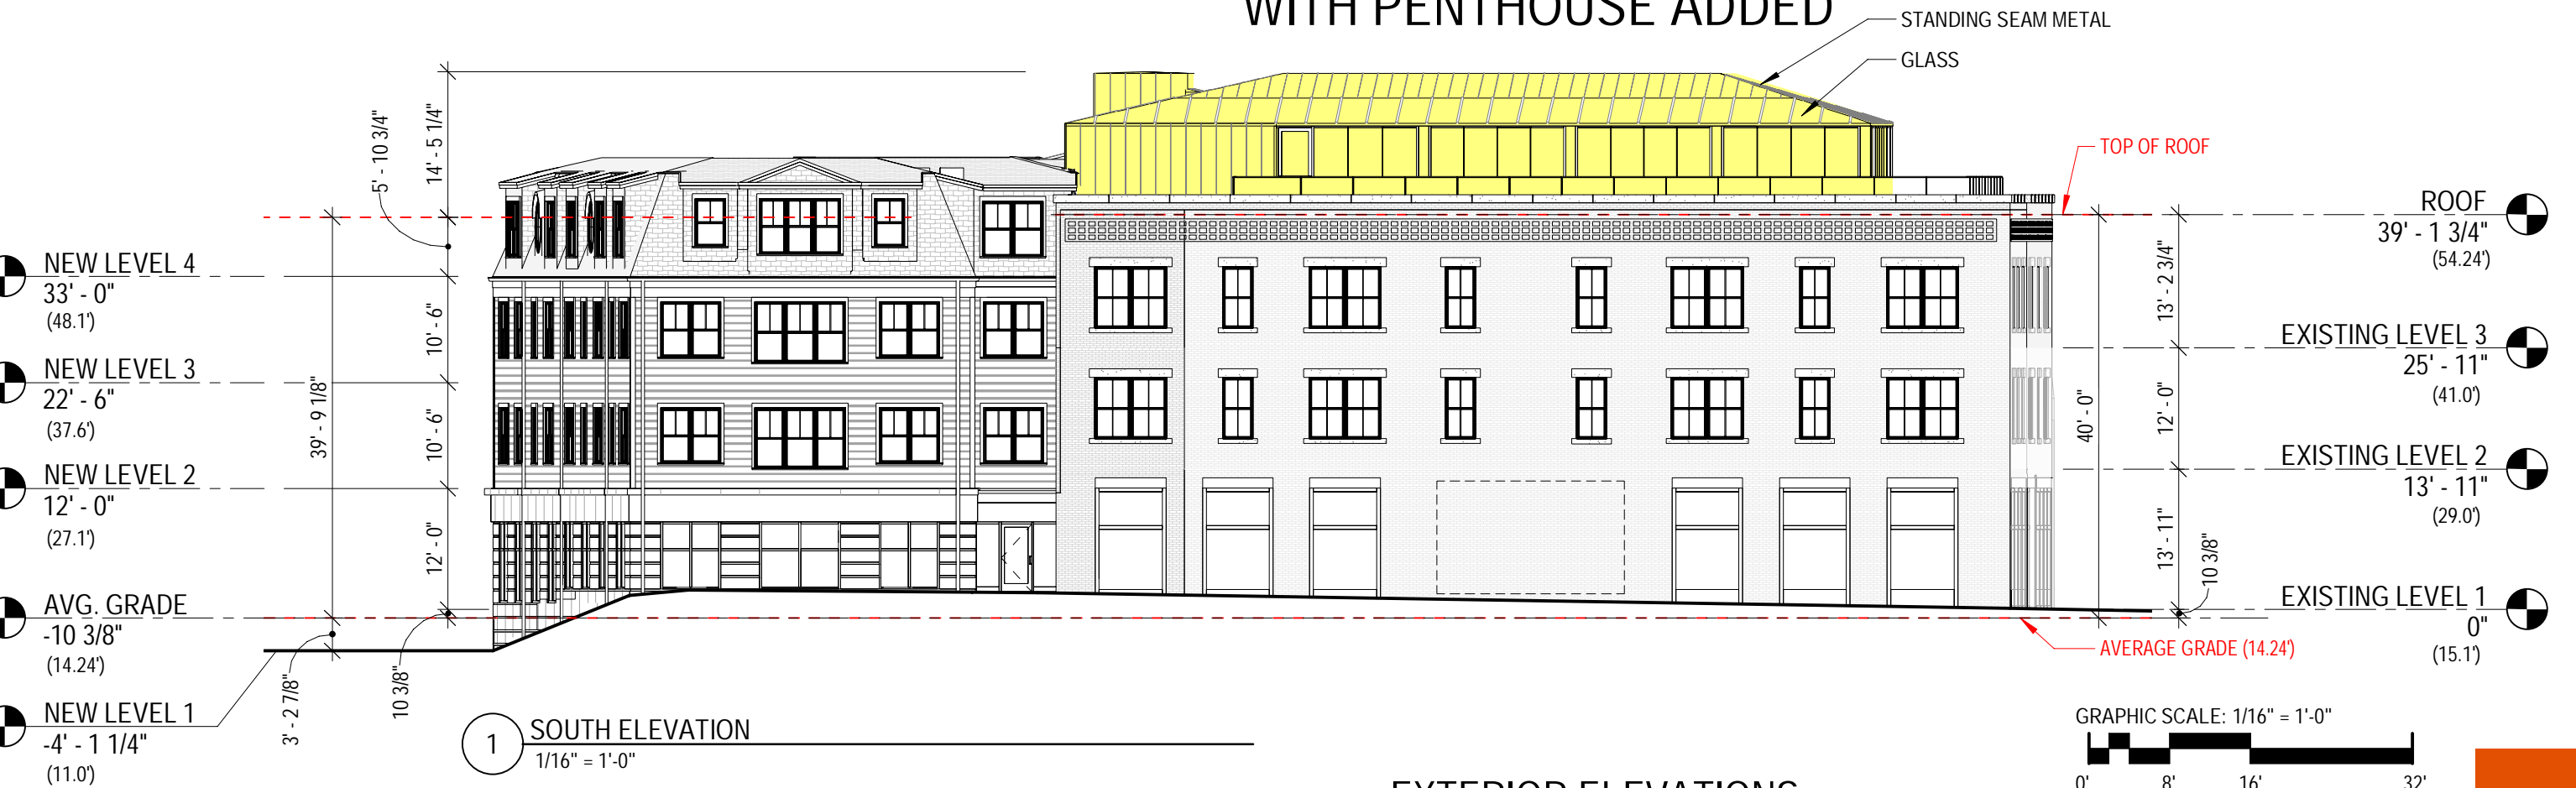 WITH PENTHOUSE ADDED
STANDING SEAM METAL
GLASS
TOP OF ROOF
14' - 5 1/4"
5' - 10 3/4"
10' - 6"
10' - 6"
12' - 0"
39' - 9 1/8"
3' - 2 7/8"
10 3/8"
NEW LEVEL 4
33' - 0"
(48.1')
NEW LEVEL 3
22' - 6"
(37.6')
NEW LEVEL 2
12' - 0"
(27.1')
AVG. GRADE
-10 3/8"
(14.24')
NEW LEVEL 1
-4' - 1 1/4"
(11.0')
ROOF
39' - 1 3/4"
(54.24')
EXISTING LEVEL 3
25' - 11"
(41.0')
EXISTING LEVEL 2
13' - 11"
(29.0')
EXISTING LEVEL 1
0"
(15.1')
13' - 2 3/4"
12' - 0"
40' - 0"
13' - 11"
10 3/8"
AVERAGE GRADE (14.24')
1
SOUTH ELEVATION
1/16" = 1'-0"
GRAPHIC SCALE: 1/16" = 1'-0"
0' 8' 16' 32'
EXTERIOR ELEVATIONS